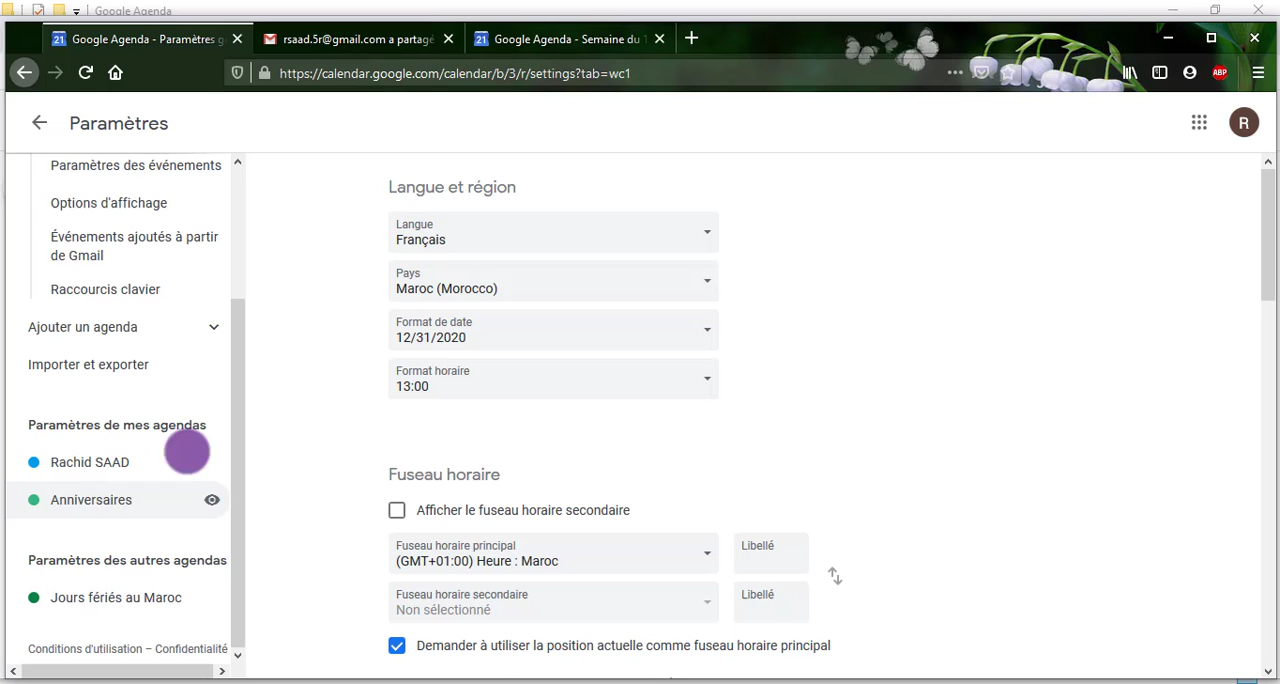 Google Agenda
21 Google Agenda - Paramètres g
rsaad.5r@gmail.com a partagé
21 Google Agenda - Semaine du
https://calendar.google.com/calendar/b/3/r/settings?tab=wc1
ABP
Paramètres
R
Paramètres des événements
Options d'affichage
Événements ajoutés à partir
de Gmail
Raccourcis clavier
Ajouter un agenda
Importer et exporter
Paramètres de mes agendas
Rachid SAAD
Anniversaires
Paramètres des autres agendas
Jours fériés au Maroc
Conditions d'utilisation – Confidentialité
Langue et région
Langue
Français
Pays
Maroc (Morocco)
Format de date
12/31/2020
Format horaire
13:00
Fuseau horaire
Afficher le fuseau horaire secondaire
Fuseau horaire principal
(GMT+01:00) Heure : Maroc
Libellé
Fuseau horaire secondaire
Non sélectionné
Libellé
Demander à utiliser la position actuelle comme fuseau horaire principal